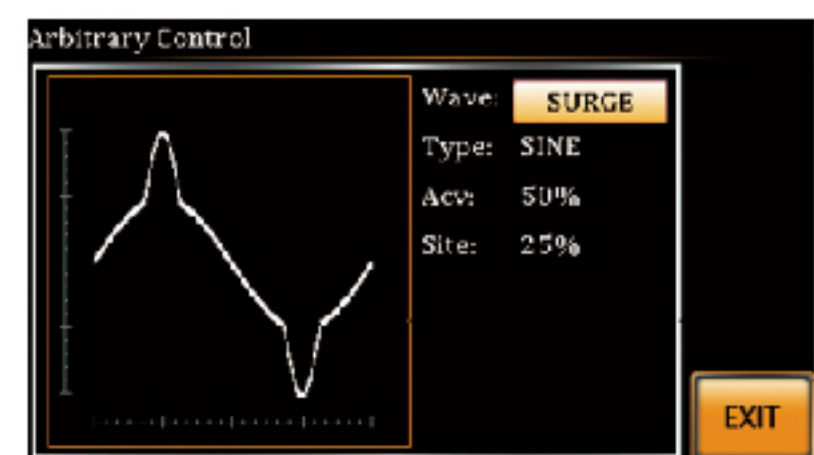 Arbitrary Control
Wave: SURGE
Type: SINE
Acv: 50%
Site: 25%
EXIT